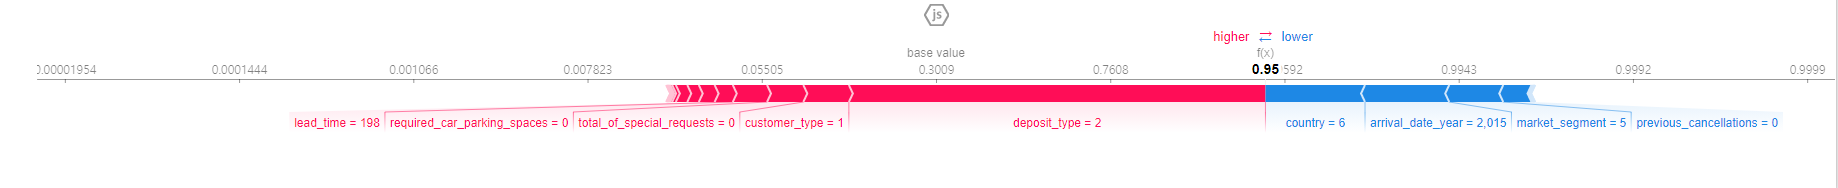 js
higher ⇄ lower
base value f(x)
0.00001954 0.0001444 0.001066 0.007823 0.05505 0.3009 0.7608 0.95 592 0.9943 0.9992 0.9999
lead_time = 198 required_car_parking_spaces = 0 total_of_special_requests = 0 customer_type = 1 deposit_type = 2 country = 6 arrival_date_year = 2,015 market_segment = 5 previous_cancellations = 0